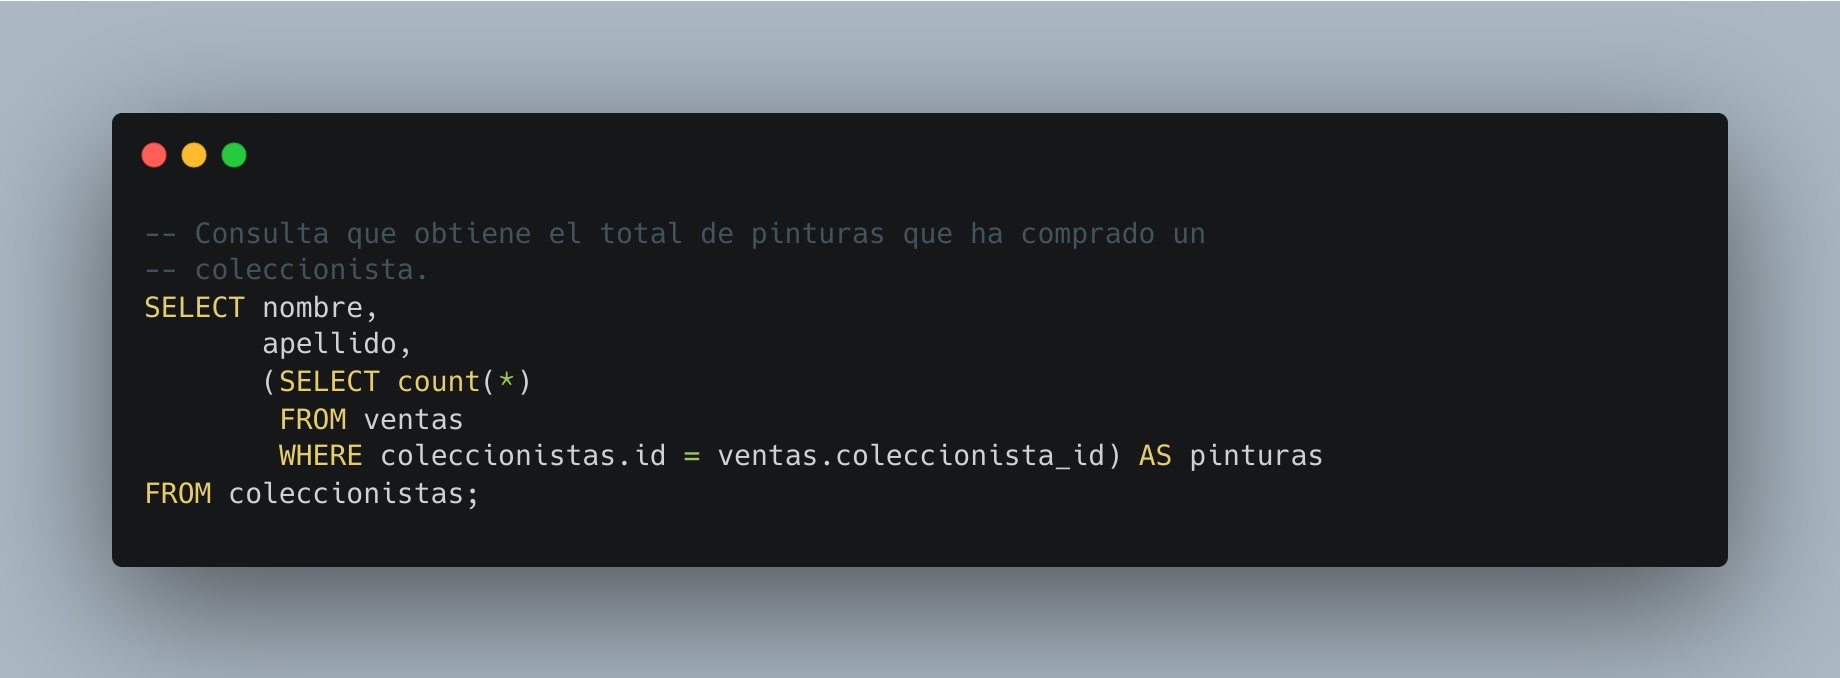 -- Consulta que obtiene el total de pinturas que ha comprado un
-- coleccionista.
SELECT nombre,
       apellido,
       (SELECT count(*)
        FROM ventas
        WHERE coleccionistas.id = ventas.coleccionista_id) AS pinturas
FROM coleccionistas;